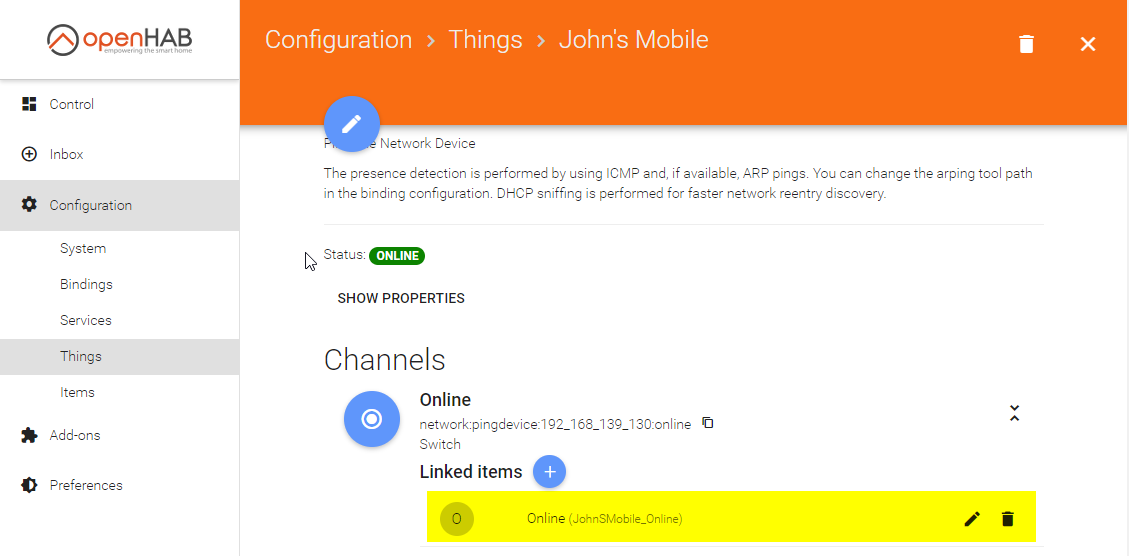 openHAB
empowering the smart home
Control
Inbox
Configuration
System
Bindings
Services
Things
Items
Add-ons
Preferences
Configuration > Things > John's Mobile
Network Device
The presence detection is performed by using ICMP and, if available, ARP pings. You can change the arping tool path
in the binding configuration. DHCP sniffing is performed for faster network reentry discovery.
Status: ONLINE
SHOW PROPERTIES
Channels
Online
network:pingdevice:192_168_139_130:online
Switch
Linked items
O Online (JohnSMobile_Online)